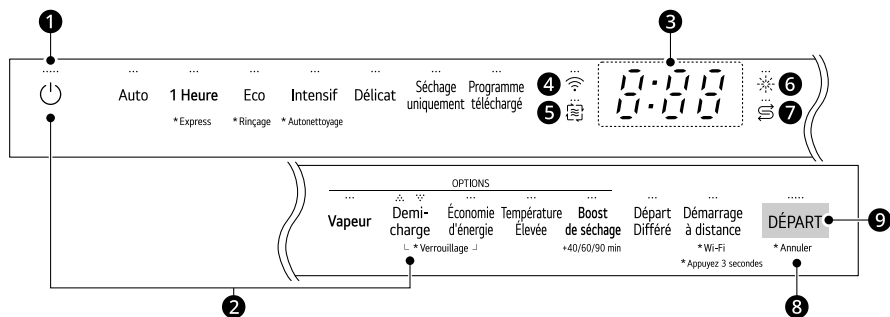 1
3
4
5
6
7
8:88
Auto
1 Heure
* Express
Eco
* Rinçage
Intensif
* Autonettoyage
Délicat
Séchage
uniquement
Programme
téléchargé
OPTIONS
Vapeur
Demi-
charge
Économie
d'énergie
* Verrouillage
Température
Élevée
Boost
de séchage
+40/60/90 min
Départ
Différé
Démarrage
à distance
* Wi-Fi
* Appuyez 3 secondes
DÉPART
* Annuler
9
2
8